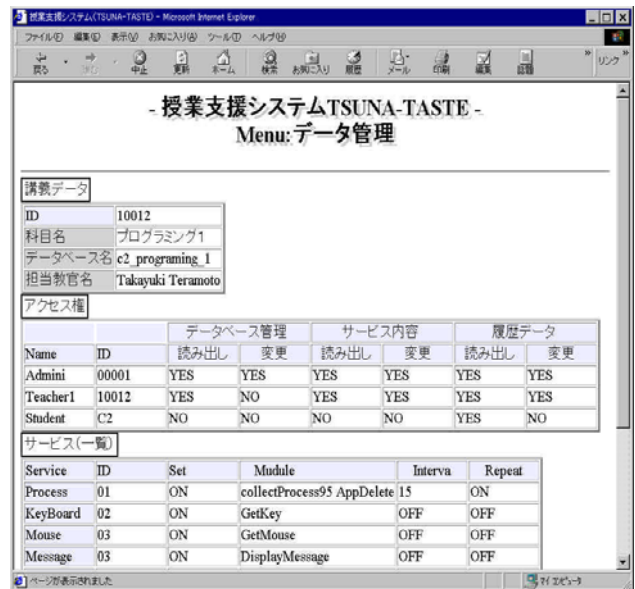 授業支援システム(TSUNA-TASTE) - Microsoft Internet Explorer
ファイル(F) 編集(E) 表示(V) お気に入り(A) ツール(T) ヘルプ(H)
戻る 中止 更新 ホーム 検索 お気に入り 履歴 メール 印刷 編集 リンク
- 授業支援システムTSUNA-TASTE -
Menu:データ管理
講義データ
ID 10012
科目名 プログラミング1
データベース名 c2_programing_1
担当教官名 Takayuki Teramoto
アクセス権
データベース管理 サービス内容 履歴データ
Name ID 読み出し 変更 読み出し 変更 読み出し 変更
Admini 00001 YES YES YES YES YES YES
Teacher1 10012 YES NO YES YES YES YES
Student C2 NO NO NO NO YES NO
サービス(一覧)
Service ID Set Mudule Interva Repeat
Process 01 ON collectProcess95 AppDelete 15 ON
KeyBoard 02 ON GetKey OFF OFF
Mouse 03 ON GetMouse OFF OFF
Message 03 ON DisplayMessage OFF OFF
ページが表示されました マイ コンピュータ